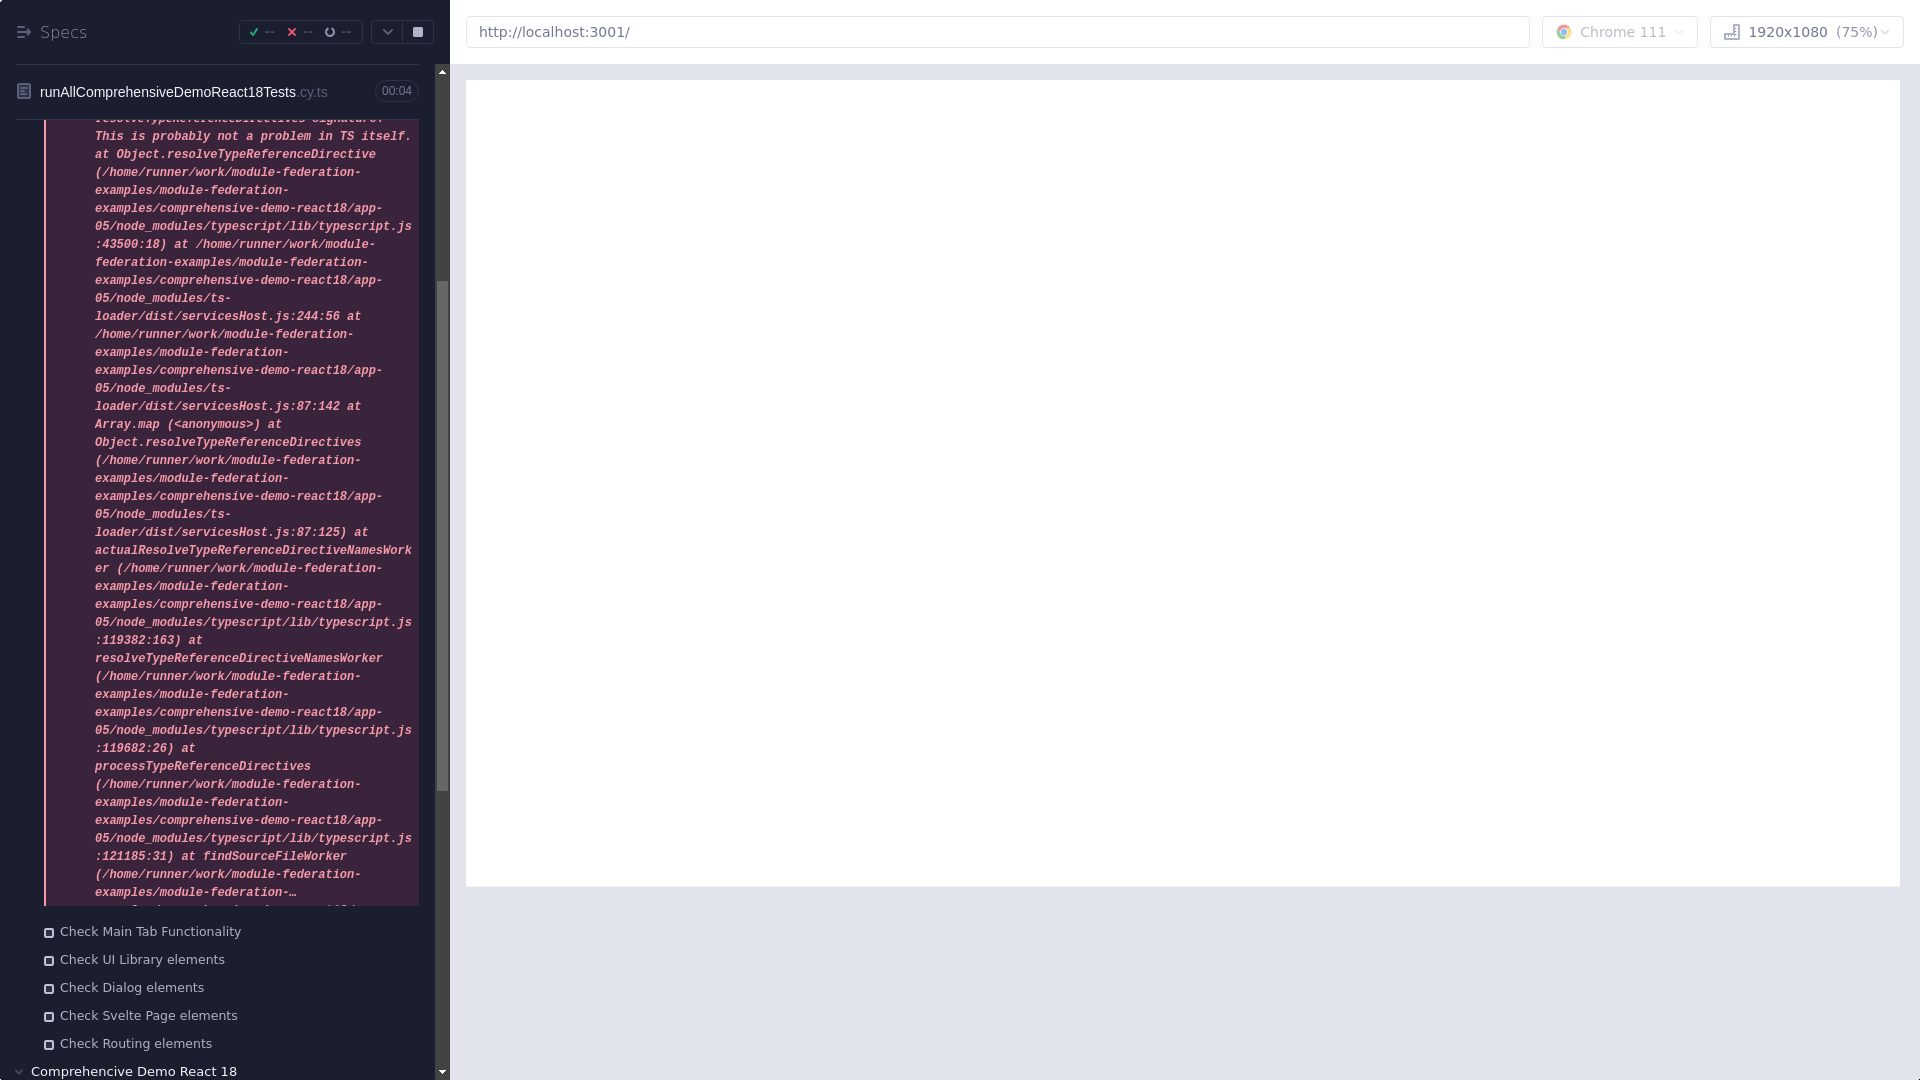 Specs
--
--
--
http://localhost:3001/
Chrome 111
1920x1080 (75%)
runAllComprehensiveDemoReact18Tests.cy.ts
00:04
resolveTypeReferenceDirectives signature.
This is probably not a problem in TS itself.
at Object.resolveTypeReferenceDirective
(/home/runner/work/module-federation-
examples/module-federation-
examples/comprehensive-demo-react18/app-
05/node_modules/typescript/lib/typescript.js
:43500:18) at /home/runner/work/module-
federation-examples/module-federation-
examples/comprehensive-demo-react18/app-
05/node_modules/ts-
loader/dist/servicesHost.js:244:56 at
/home/runner/work/module-federation-
examples/module-federation-
examples/comprehensive-demo-react18/app-
05/node_modules/ts-
loader/dist/servicesHost.js:87:142 at
Array.map (<anonymous>) at
Object.resolveTypeReferenceDirectives
(/home/runner/work/module-federation-
examples/module-federation-
examples/comprehensive-demo-react18/app-
05/node_modules/ts-
loader/dist/servicesHost.js:87:125) at
actualResolveTypeReferenceDirectiveNamesWork
er (/home/runner/work/module-federation-
examples/module-federation-
examples/comprehensive-demo-react18/app-
05/node_modules/typescript/lib/typescript.js
:119382:163) at
resolveTypeReferenceDirectiveNamesWorker
(/home/runner/work/module-federation-
examples/module-federation-
examples/comprehensive-demo-react18/app-
05/node_modules/typescript/lib/typescript.js
:119682:26) at
processTypeReferenceDirectives
(/home/runner/work/module-federation-
examples/module-federation-
examples/comprehensive-demo-react18/app-
05/node_modules/typescript/lib/typescript.js
:121185:31) at findSourceFileWorker
(/home/runner/work/module-federation-
examples/module-federation-…
Check Main Tab Functionality
Check UI Library elements
Check Dialog elements
Check Svelte Page elements
Check Routing elements
Comprehencive Demo React 18